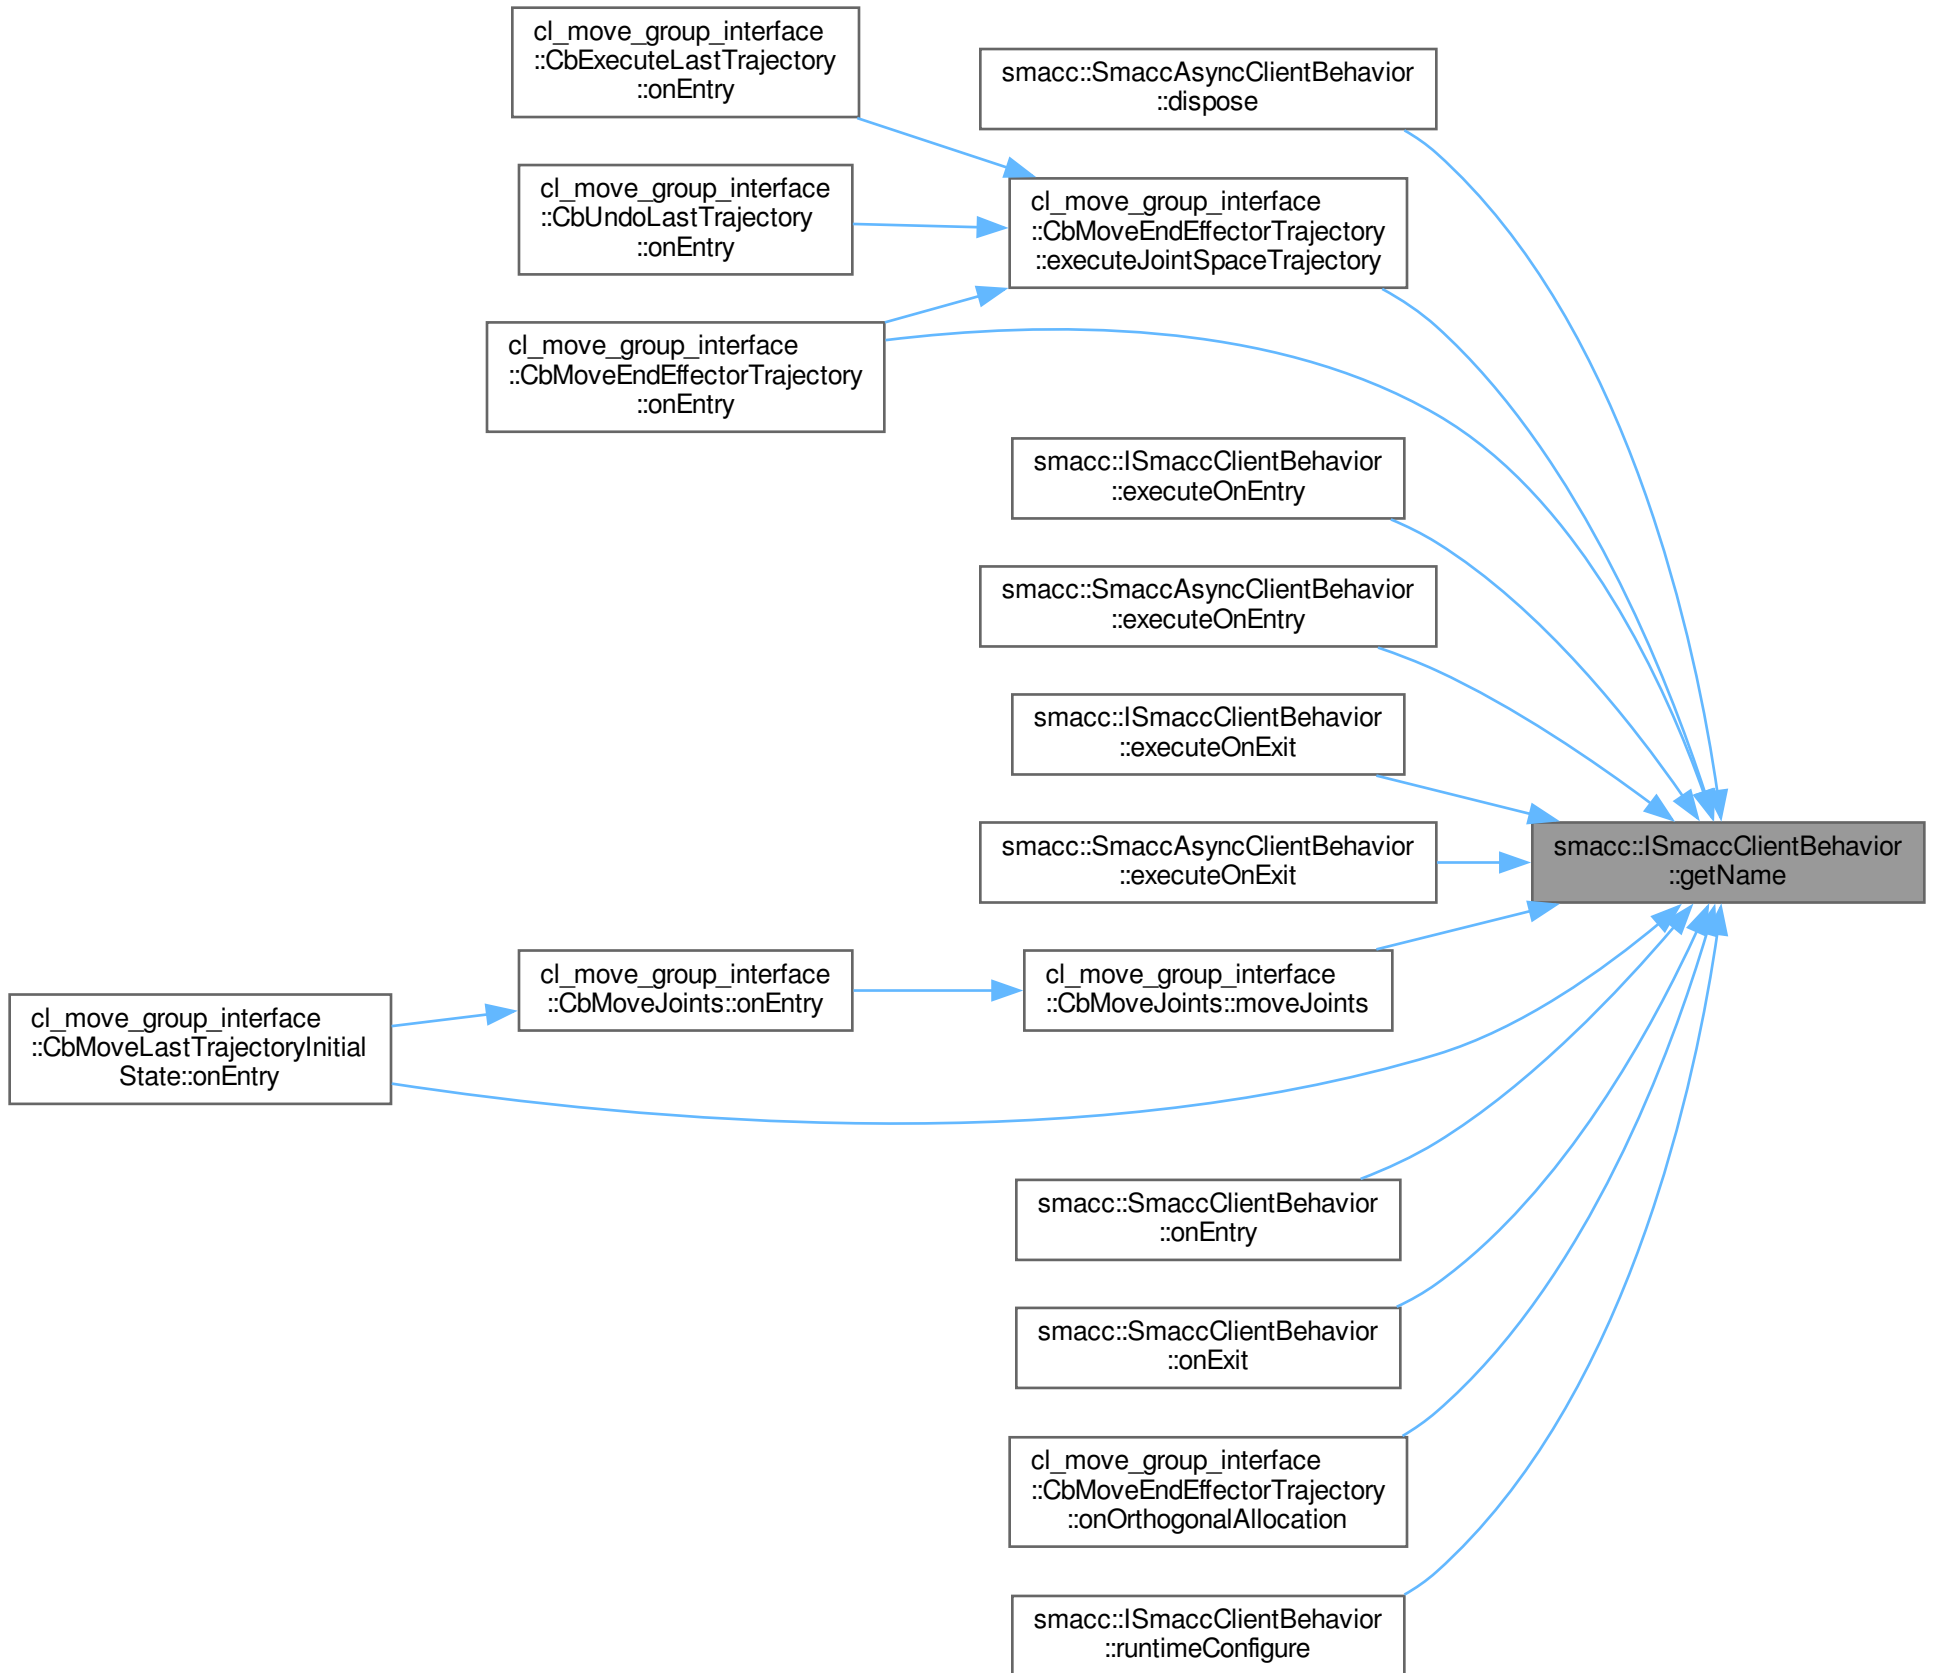 cl_move_group_interface
::CbExecuteLastTrajectory
::onEntry
smacc::SmaccAsyncClientBehavior
::dispose
cl_move_group_interface
::CbUndoLastTrajectory
::onEntry
cl_move_group_interface
::CbMoveEndEffectorTrajectory
::executeJointSpaceTrajectory
cl_move_group_interface
::CbMoveEndEffectorTrajectory
::onEntry
smacc::ISmaccClientBehavior
::executeOnEntry
smacc::SmaccAsyncClientBehavior
::executeOnEntry
smacc::ISmaccClientBehavior
::executeOnExit
smacc::SmaccAsyncClientBehavior
::executeOnExit
smacc::ISmaccClientBehavior
::getName
cl_move_group_interface
::CbMoveLastTrajectoryInitial
State::onEntry
cl_move_group_interface
::CbMoveJoints::onEntry
cl_move_group_interface
::CbMoveJoints::moveJoints
smacc::SmaccClientBehavior
::onEntry
smacc::SmaccClientBehavior
::onExit
cl_move_group_interface
::CbMoveEndEffectorTrajectory
::onOrthogonalAllocation
smacc::ISmaccClientBehavior
::runtimeConfigure